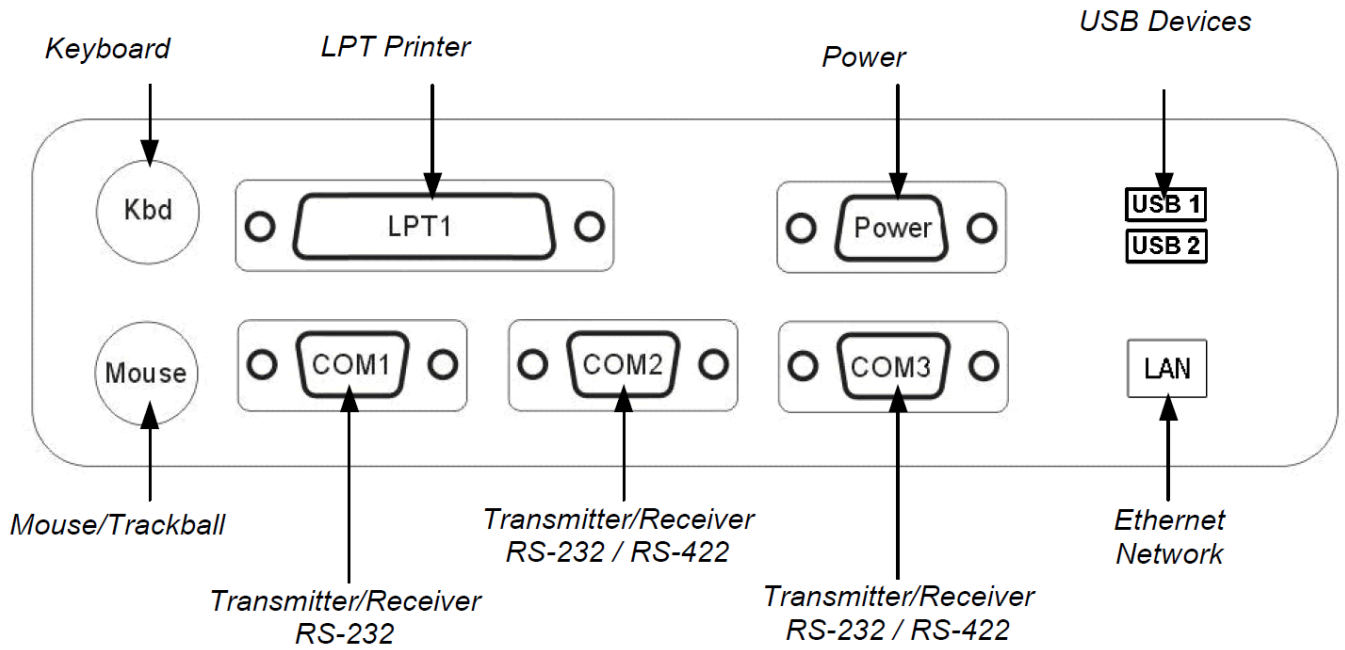 USB Devices
Keyboard
LPT Printer
Power
Kbd
LPT1
Power
USB 1
USB 2
Mouse
COM1
COM2
COM3
LAN
Mouse/Trackball
Transmitter/Receiver
RS-232 / RS-422
Ethernet
Network
Transmitter/Receiver
RS-232
Transmitter/Receiver
RS-232 / RS-422